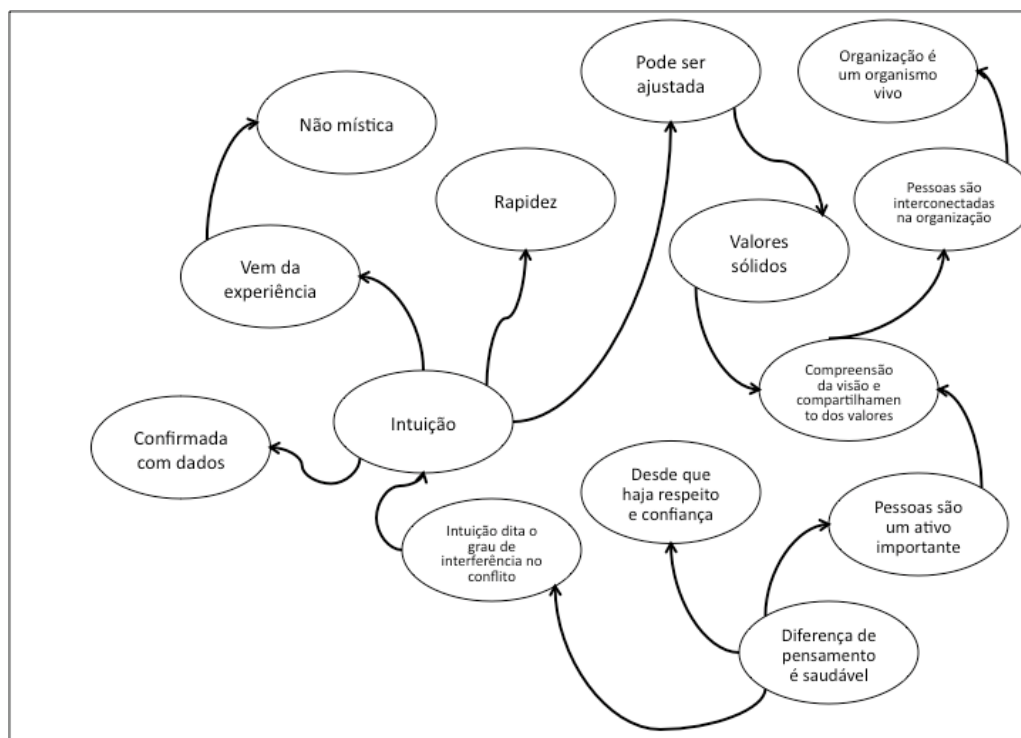 Pode ser
ajustada
Organização é
um organismo
vivo
Não mística
Rapidez
Pessoas são
interconectadas
na organização
Valores
sólidos
Vem da
experiência
Compreensão
da visão e
compartilhamen
to dos valores
Intuição
Confirmada
com dados
Desde que
haja respeito
e confiança
Pessoas são
um ativo
importante
Intuição dita o
grau de
interferência no
conflito
Diferença de
pensamento
é saudável